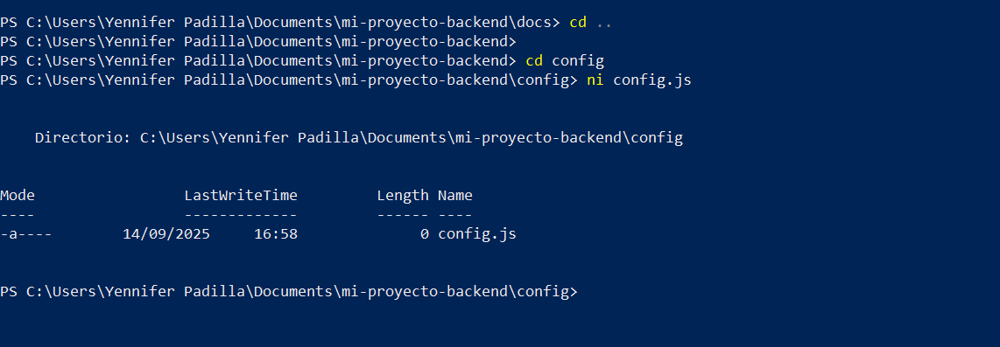 PS C:\Users\Yennifer Padilla\Documents\mi-proyecto-backend\docs> cd ..
PS C:\Users\Yennifer Padilla\Documents\mi-proyecto-backend>
PS C:\Users\Yennifer Padilla\Documents\mi-proyecto-backend> cd config
PS C:\Users\Yennifer Padilla\Documents\mi-proyecto-backend\config> ni config.js
Directorio: C:\Users\Yennifer Padilla\Documents\mi-proyecto-backend\config
Mode LastWriteTime Length Name
---- ------------- ------ ----
-a---- 14/09/2025 16:58 0 config.js
PS C:\Users\Yennifer Padilla\Documents\mi-proyecto-backend\config>